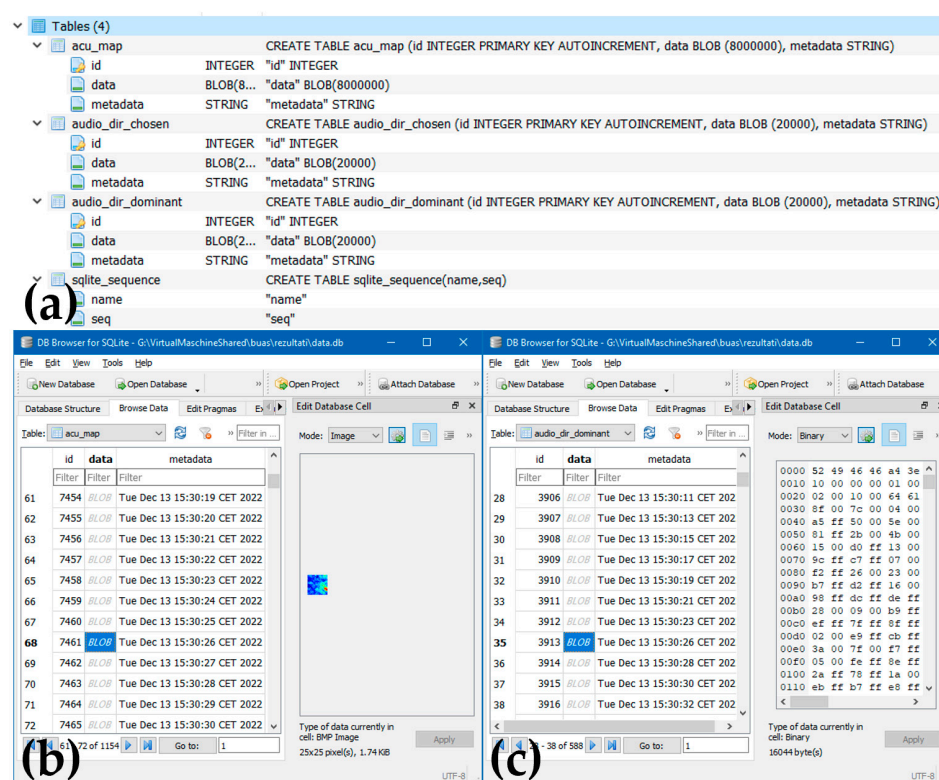 Tables (4)
acu_map CREATE TABLE acu_map (id INTEGER PRIMARY KEY AUTOINCREMENT, data BLOB (8000000), metadata STRING)
id INTEGER "id" INTEGER
data BLOB(8... "data" BLOB(8000000)
metadata STRING "metadata" STRING
audio_dir_chosen CREATE TABLE audio_dir_chosen (id INTEGER PRIMARY KEY AUTOINCREMENT, data BLOB (20000), metadata STRING)
id INTEGER "id" INTEGER
data BLOB(2... "data" BLOB(20000)
metadata STRING "metadata" STRING
audio_dir_dominant CREATE TABLE audio_dir_dominant (id INTEGER PRIMARY KEY AUTOINCREMENT, data BLOB (20000), metadata STRING)
id INTEGER "id" INTEGER
data BLOB(2... "data" BLOB(20000)
metadata STRING "metadata" STRING
sqlite_sequence CREATE TABLE sqlite_sequence(name,seq)
name "name"
seq "seq"
(a)
DB Browser for SQLite - G:\VirtualMaschineShared\buas\rezultati\data.db
File Edit View Tools Help
New Database Open Database » Open Project » Attach Database »
Database Structure Browse Data Edit Pragmas Edit Database Cell
Table: acu_map » Filter in ... Mode: Image »
id data metadata
Filter Filter Filter
61 7454 BLOB Tue Dec 13 15:30:19 CET 2022
62 7455 BLOB Tue Dec 13 15:30:20 CET 2022
63 7456 BLOB Tue Dec 13 15:30:21 CET 2022
64 7457 BLOB Tue Dec 13 15:30:22 CET 2022
65 7458 BLOB Tue Dec 13 15:30:23 CET 2022
66 7459 BLOB Tue Dec 13 15:30:24 CET 2022
67 7460 BLOB Tue Dec 13 15:30:25 CET 2022
68 7461 BLOB Tue Dec 13 15:30:26 CET 2022
69 7462 BLOB Tue Dec 13 15:30:27 CET 2022
70 7463 BLOB Tue Dec 13 15:30:28 CET 2022
71 7464 BLOB Tue Dec 13 15:30:29 CET 2022
72 7465 BLOB Tue Dec 13 15:30:30 CET 2022
61 - 72 of 1154 Go to: 1
Type of data currently in
cell: BMP Image
25x25 pixel(s), 1.74 KiB
Apply
UTF-8
(b)
DB Browser for SQLite - G:\VirtualMaschineShared\buas\rezultati\data.db
File Edit View Tools Help
New Database Open Database » Open Project » Attach Database »
Database Structure Browse Data Edit Pragmas Edit Database Cell
Table: audio_dir_dominant » Filter in ... Mode: Binary »
id data metadata
Filter Filter Filter
28 3906 BLOB Tue Dec 13 15:30:11 CET 202
29 3907 BLOB Tue Dec 13 15:30:13 CET 202
30 3908 BLOB Tue Dec 13 15:30:15 CET 202
31 3909 BLOB Tue Dec 13 15:30:17 CET 202
32 3910 BLOB Tue Dec 13 15:30:19 CET 202
33 3911 BLOB Tue Dec 13 15:30:21 CET 202
34 3912 BLOB Tue Dec 13 15:30:23 CET 202
35 3913 BLOB Tue Dec 13 15:30:26 CET 202
36 3914 BLOB Tue Dec 13 15:30:28 CET 202
37 3915 BLOB Tue Dec 13 15:30:30 CET 202
38 3916 BLOB Tue Dec 13 15:30:32 CET 202
- 38 of 588 Go to: 1
0000 52 49 46 46 a4 3e
0010 10 00 00 00 01 00
0020 02 00 10 00 64 61
0030 8f 00 7c 00 04 00
0040 a5 ff 50 00 5e 00
0050 81 ff 2b 00 4b 00
0060 15 00 d0 ff 13 00
0070 9c ff c7 ff 07 00
0080 f2 ff 26 00 23 00
0090 b7 ff d2 ff 16 00
00a0 98 ff dc ff de ff
00b0 28 00 09 00 b9 ff
00c0 ef ff 7f ff 8f ff
00d0 02 00 e9 ff cb ff
00e0 3a 00 7f 00 f7 ff
00f0 05 00 fe ff 8e ff
0100 2a ff 78 ff 1a 00
0110 eb ff b7 ff e8 ff
Type of data currently in
cell: Binary
16044 byte(s)
Apply
UTF-8
(c)